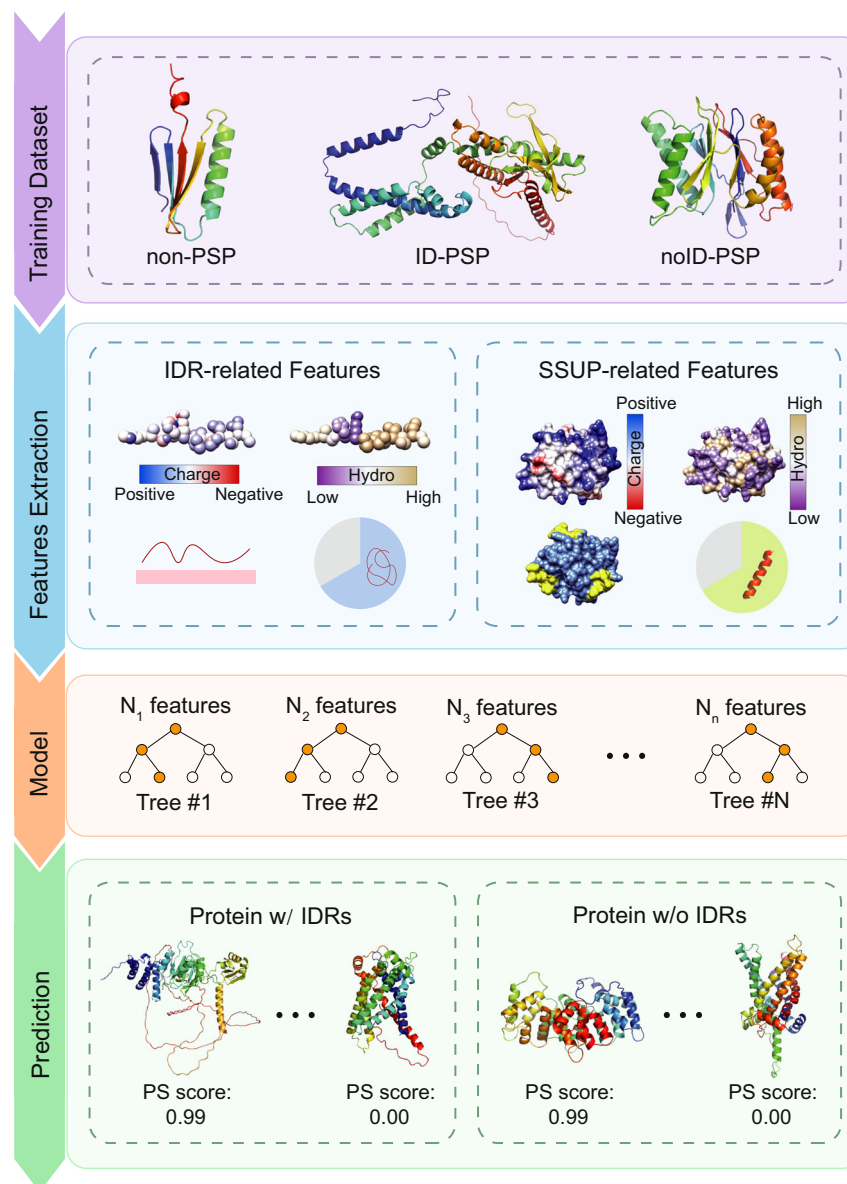 Training Dataset
non-PSP
ID-PSP
noID-PSP
Features Extraction
IDR-related Features
Charge
Positive
Negative
Hydro
Low
High
SSUP-related Features
Positive
Charge
Negative
High
Hydro
Low
Model
N1 features
N2 features
N3 features
Nn features
Tree #1
Tree #2
Tree #3
Tree #N
Prediction
Protein w/ IDRs
PS score:
0.99
PS score:
0.00
Protein w/o IDRs
PS score:
0.99
PS score:
0.00